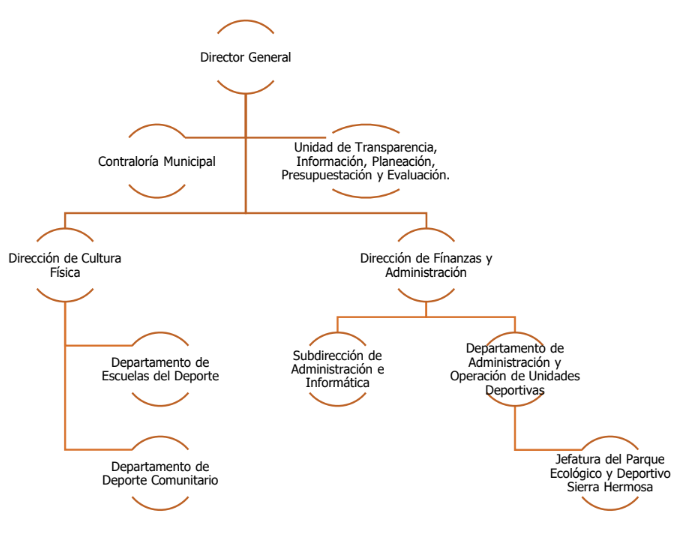 Director General
Contraloría Municipal
Unidad de Transparencia,
Información, Planeación,
Presupuestación y Evaluación.
Dirección de Cultura
Física
Dirección de Fínanzas y
Administración
Departamento de
Escuelas del Deporte
Subdirección de
Administración e
Informática
Departamento de
Administración y
Operación de Unidades
Deportivas
Departamento de
Deporte Comunitario
Jefatura del Parque
Ecológico y Deportivo
Sierra Hermosa